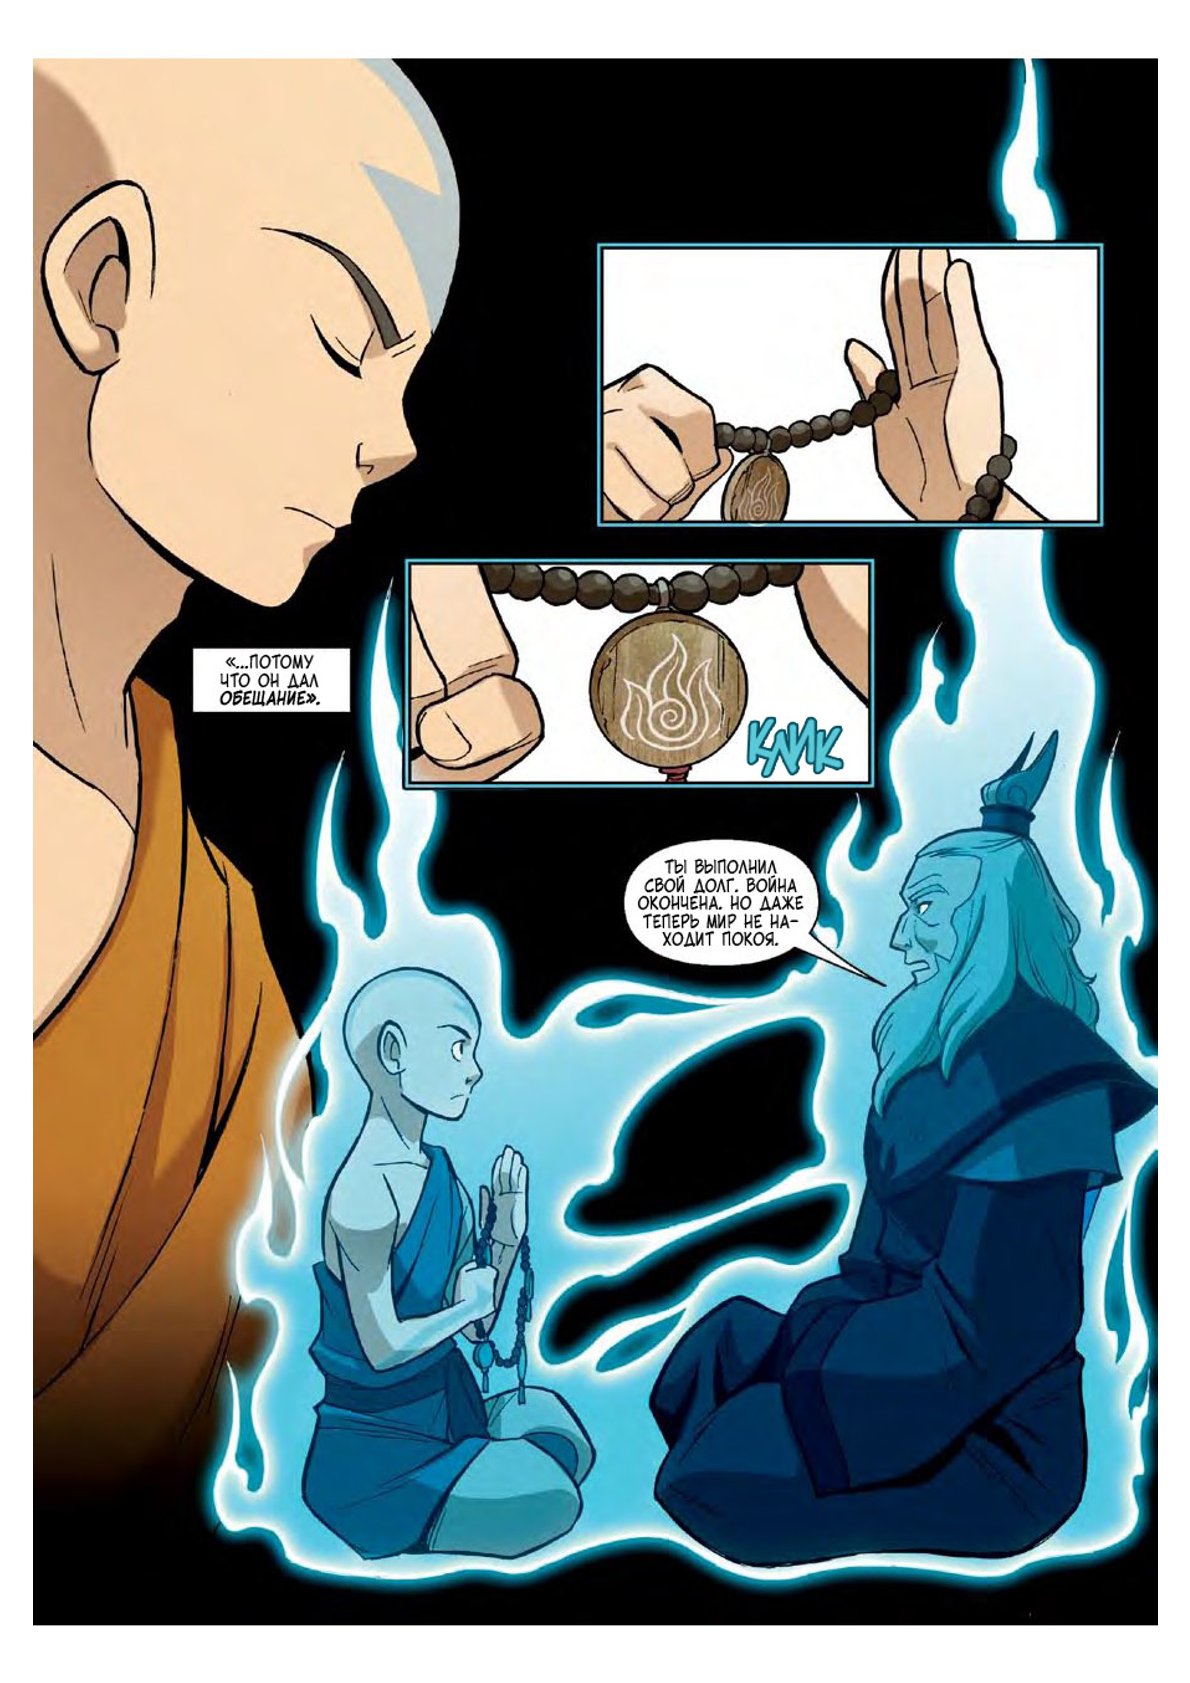 «...ПОТОМУ
ЧТО ОН ДАЛ
ОБЕЩАНИЕ».
КЛИК
ТЫ ВЫПОЛНИЛ
СВОЙ ДОЛГ. ВОЙНА
ОКОНЧЕНА. НО ДАЖЕ
ТЕПЕРЬ МИР НЕ НА-
ХОДИТ ПОКОЯ.